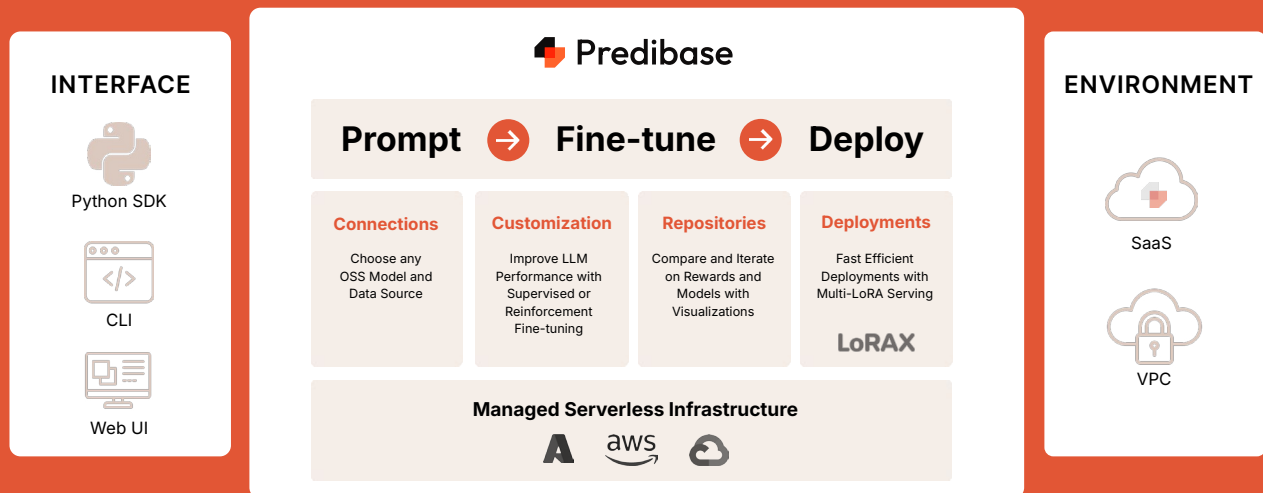 INTERFACE
Python SDK
CLI
Web UI
Predibase
Prompt → Fine-tune → Deploy
Connections
Choose any
OSS Model and
Data Source
Customization
Improve LLM
Performance with
Supervised or
Reinforcement
Fine-tuning
Repositories
Compare and Iterate
on Rewards and
Models with
Visualizations
Deployments
Fast Efficient
Deployments with
Multi-LoRA Serving
LoRAX
Managed Serverless Infrastructure
aws
ENVIRONMENT
SaaS
VPC